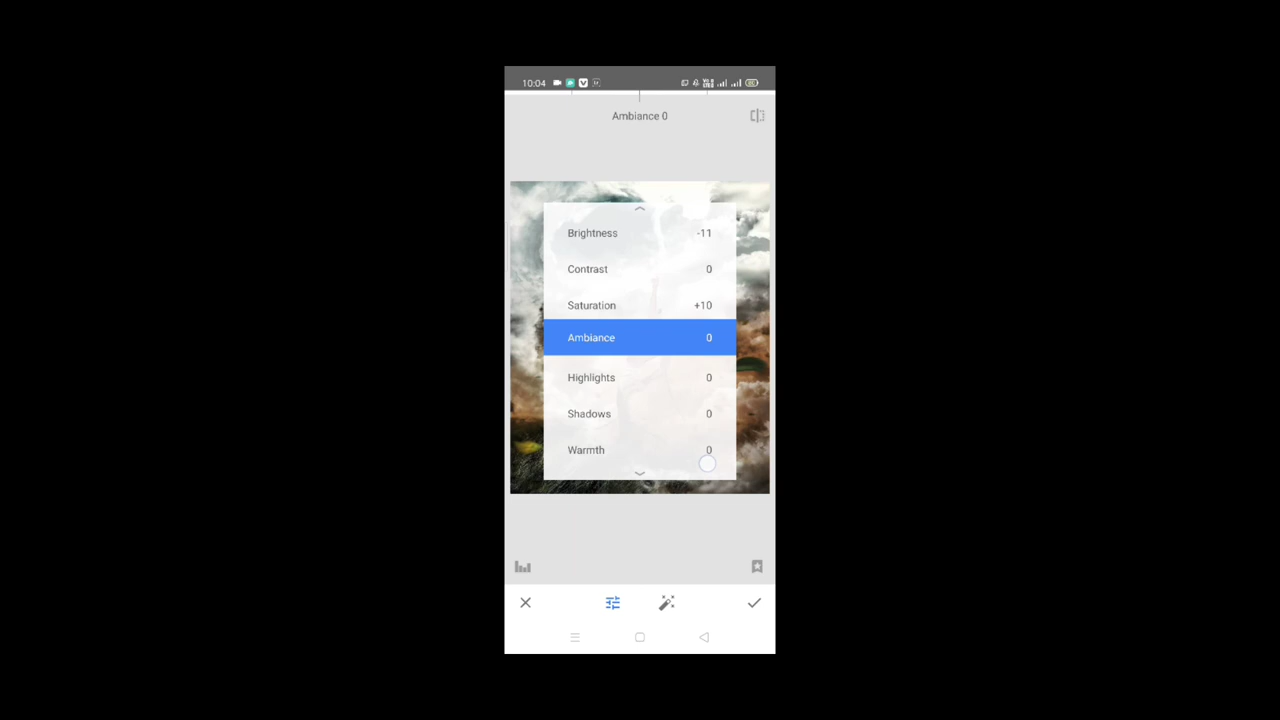 10:04
Ambiance 0
Brightness -11
Contrast 0
Saturation +10
Ambiance 0
Highlights 0
Shadows 0
Warmth 0